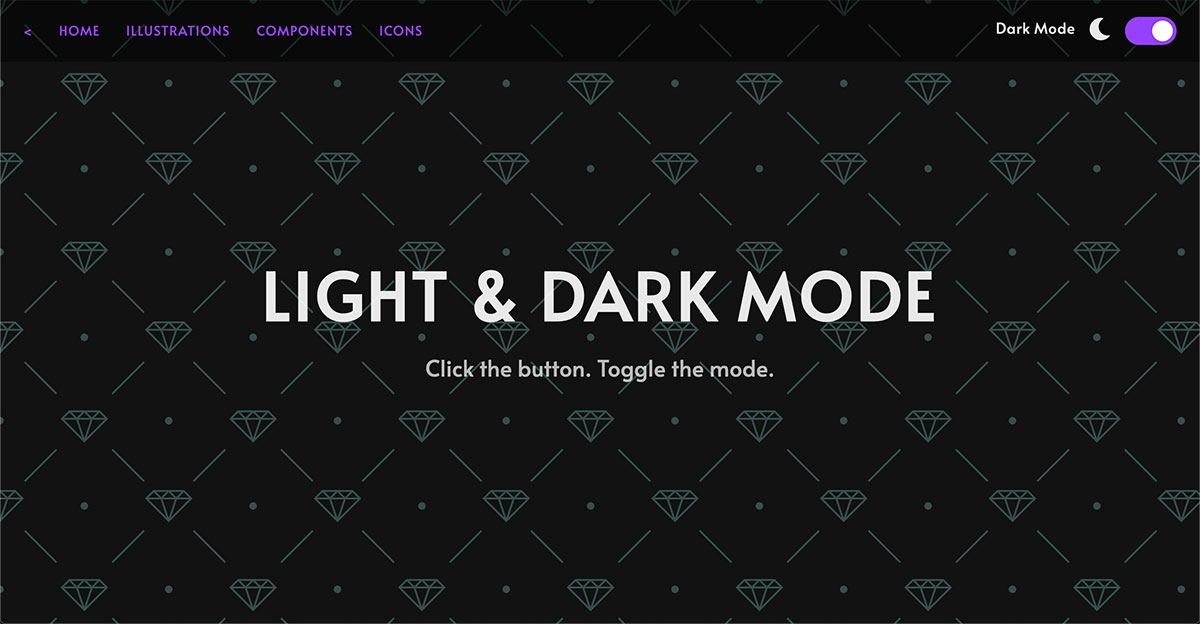 < HOME ILLUSTRATIONS COMPONENTS ICONS Dark Mode
LIGHT & DARK MODE
Click the button. Toggle the mode.